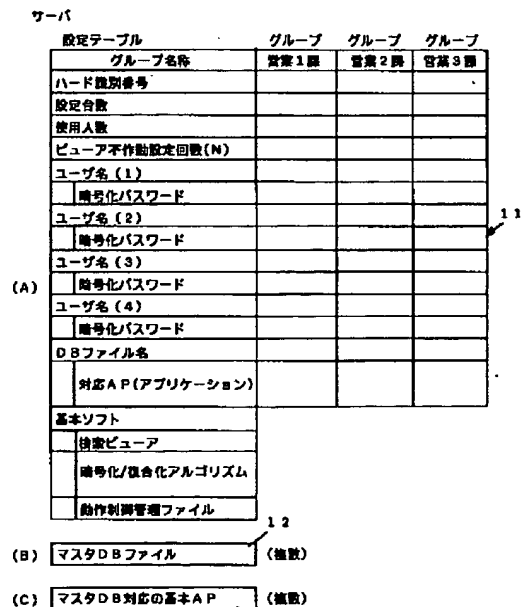 サーバ
設定テーブル グループ グループ グループ
グループ名称 営業1課 営業2課 営業3課
ハード識別番号
設定台数
使用人数
ビューア不作動設定回数(N)
ユーザ名(1)
暗号化パスワード
ユーザ名(2)
暗号化パスワード
11
ユーザ名(3)
(A) 暗号化パスワード
ユーザ名(4)
暗号化パスワード
DBファイル名
対応AP(アプリケーション)
基本ソフト
検索ビューア
暗号化/復合化アルゴリズム
動作制御管理ファイル
12
(B) マスタDBファイル (複数)
(C) マスタDB対応の基本AP (複数)